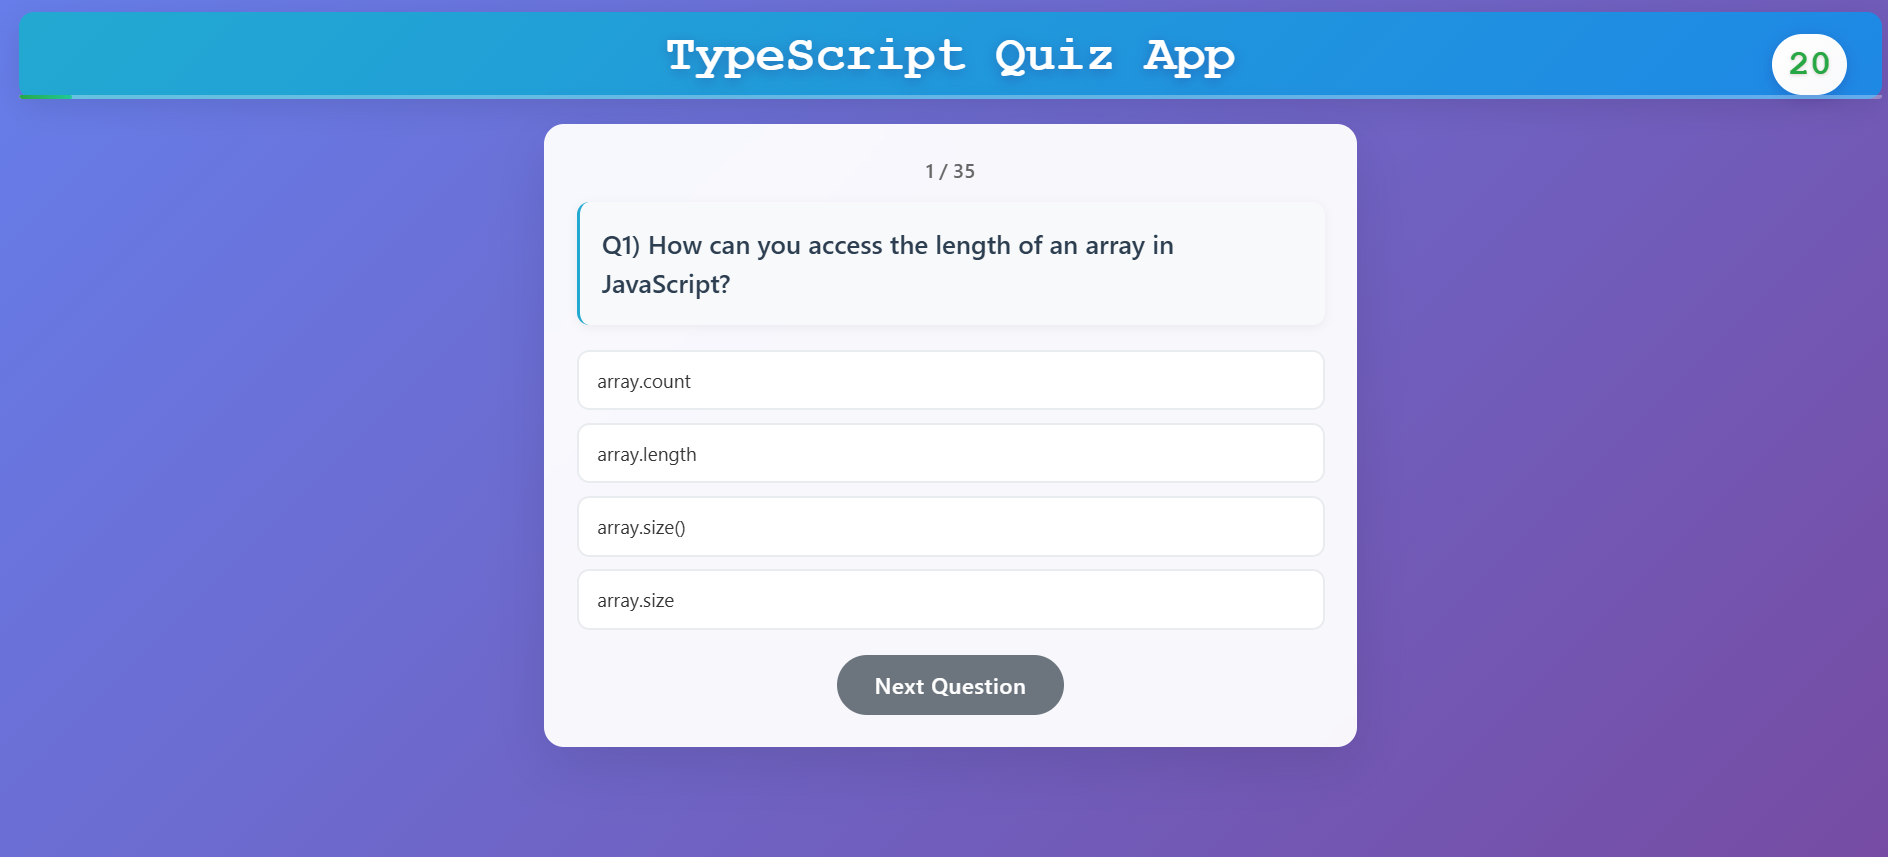 TypeScript Quiz App
20
1 / 35
Q1) How can you access the length of an array in
JavaScript?
array.count
array.length
array.size()
array.size
Next Question